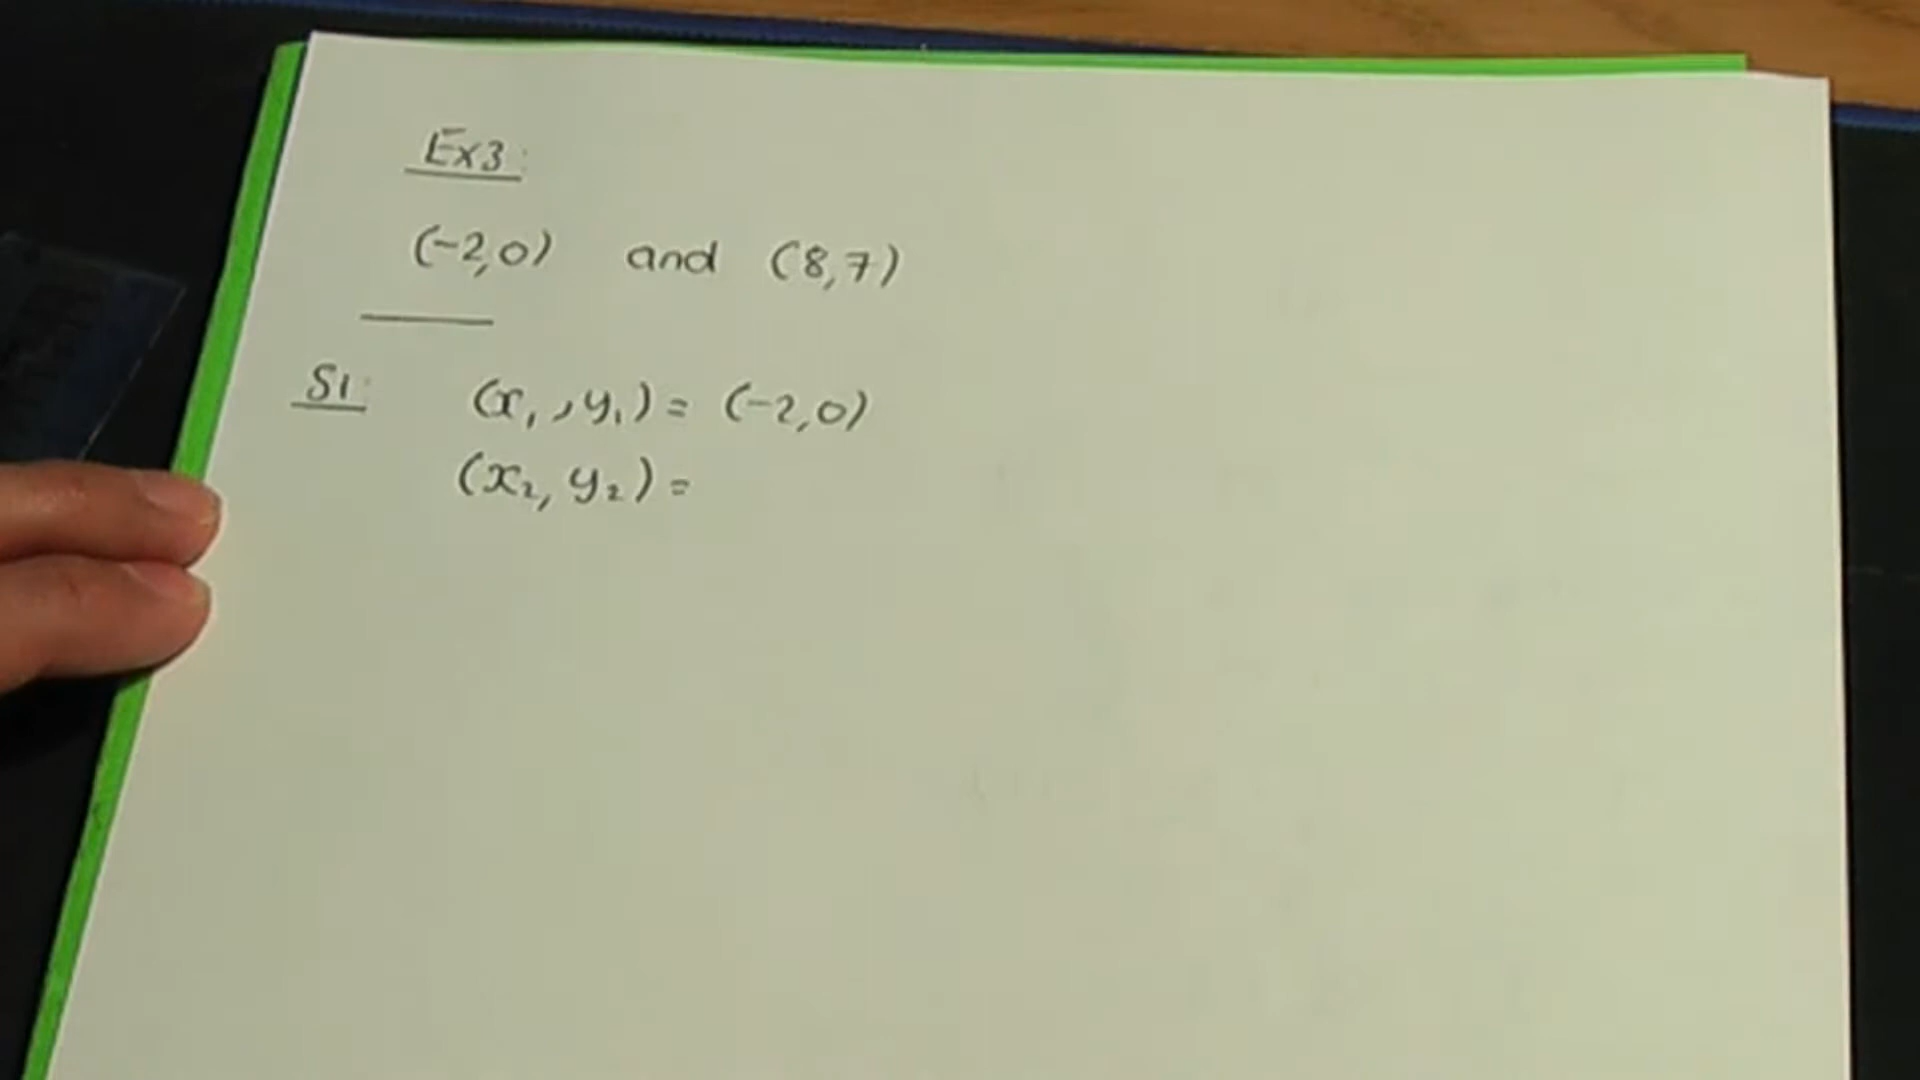 Ex3:
(-2,0) and (8,7)
S1: (x₁,y₁) = (-2,0)
(x₂, y₂) =